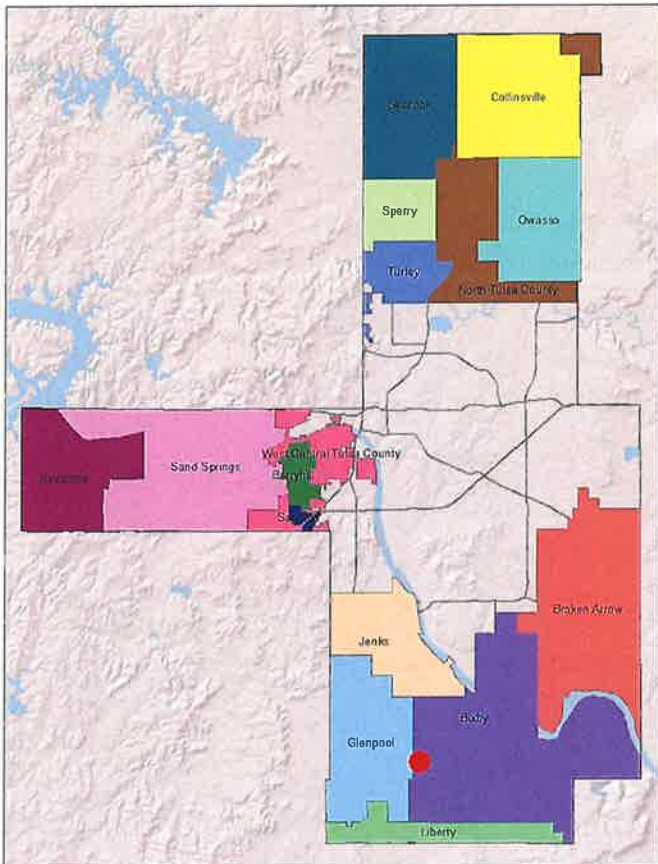 Collinsville
Sperry
Owasso
Turley
North Tulsa County
West Central Tulsa County
Sand Springs
Berryhill
Broken Arrow
Jenks
Bixby
Glenpool
Liberty